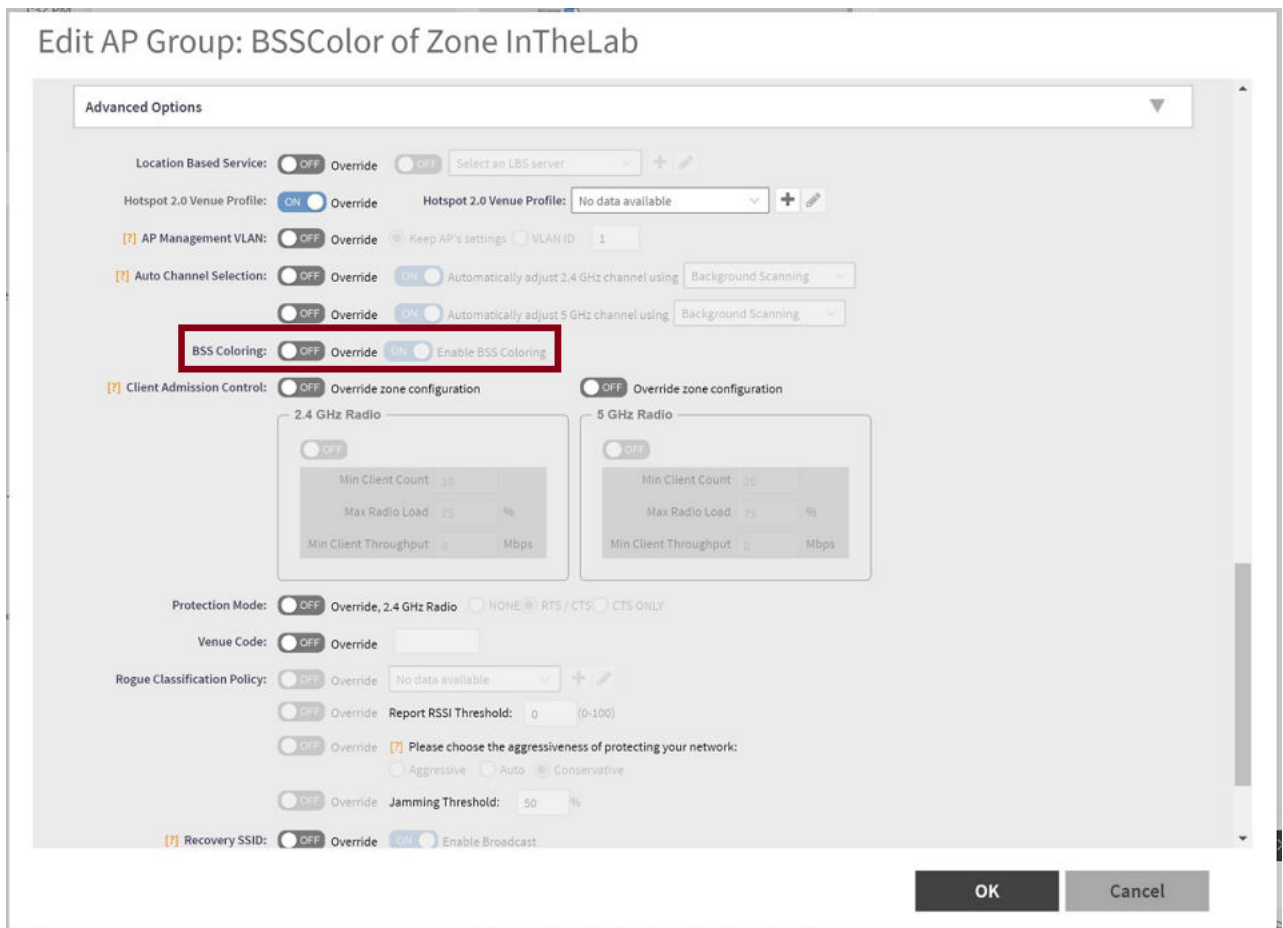 Edit AP Group: BSSColor of Zone InTheLab
Advanced Options
Location Based Service: OFF Override OFF Select an LBS server
Hotspot 2.0 Venue Profile: ON Override Hotspot 2.0 Venue Profile: No data available
[?] AP Management VLAN: OFF Override Keep AP's settings VLAN ID 1
[?] Auto Channel Selection: OFF Override ON Automatically adjust 2.4 GHz channel using Background Scanning
OFF Override ON Automatically adjust 5 GHz channel using Background Scanning
BSS Coloring: OFF Override ON Enable BSS Coloring
[?] Client Admission Control: OFF Override zone configuration OFF Override zone configuration
2.4 GHz Radio 5 GHz Radio
OFF OFF
Min Client Count 10 Min Client Count 20
Max Radio Load 75 % Max Radio Load 75 %
Min Client Throughput 0 Mbps Min Client Throughput 0 Mbps
Protection Mode: OFF Override, 2.4 GHz Radio NONE RTS / CTS CTS ONLY
Venue Code: OFF Override
Rogue Classification Policy: OFF Override No data available
OFF Override Report RSSI Threshold: 0 (0-100)
OFF Override [?] Please choose the aggressiveness of protecting your network:
Aggressive Auto Conservative
OFF Override Jamming Threshold: 50 %
[?] Recovery SSID: OFF Override ON Enable Broadcast
OK Cancel